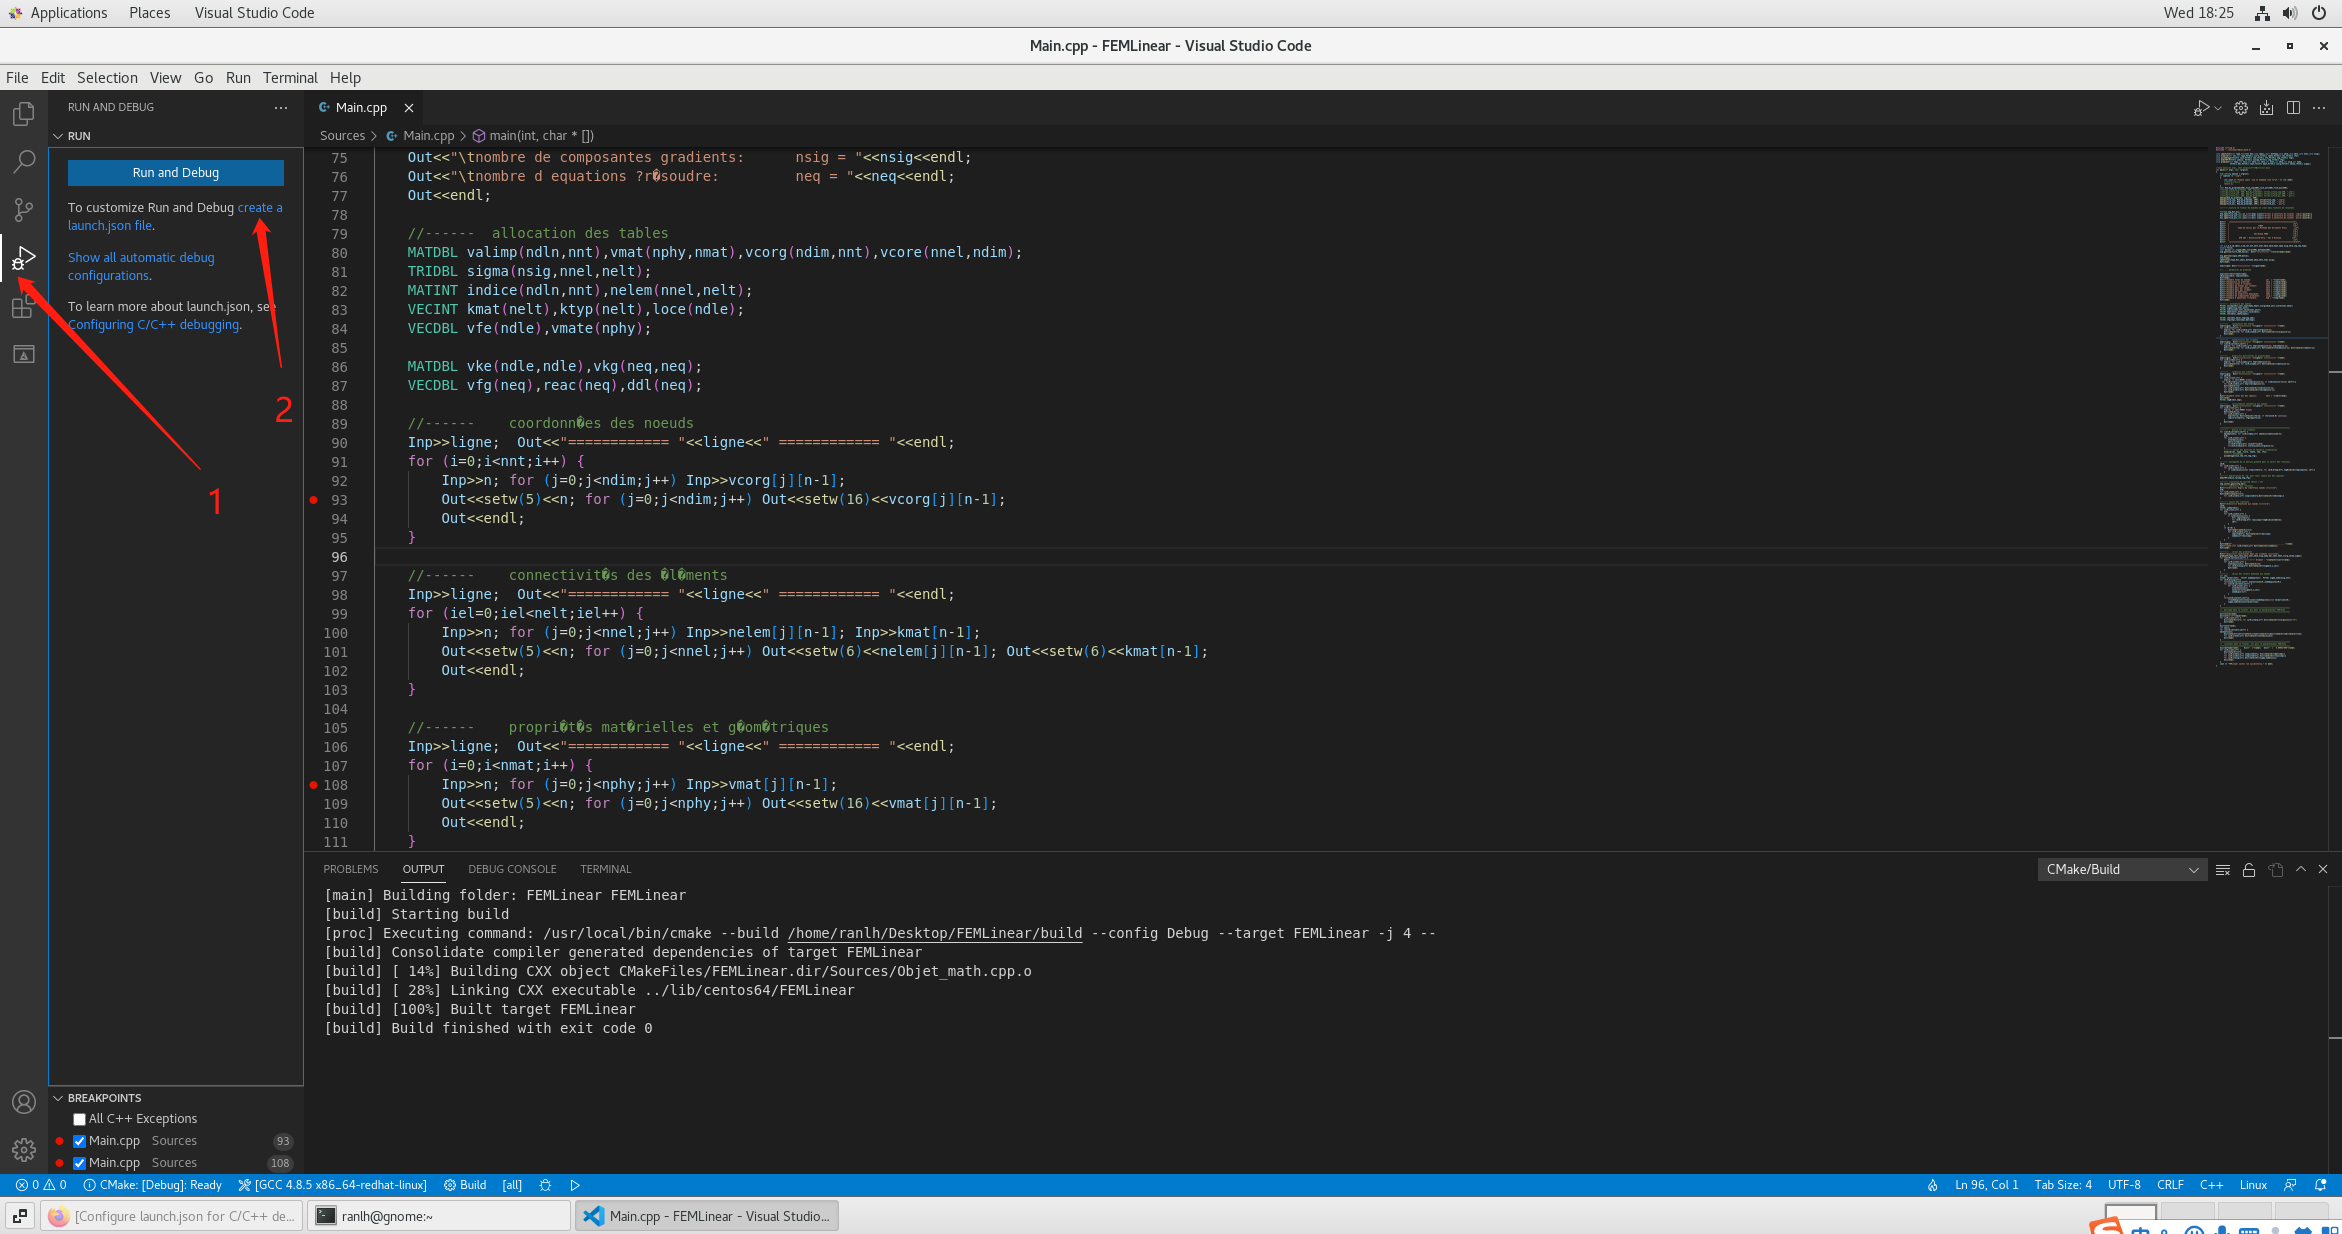 Applications Places Visual Studio Code Wed 18:25
Main.cpp - FEMLinear - Visual Studio Code
File Edit Selection View Go Run Terminal Help
RUN AND DEBUG ··· Main.cpp
RUN
Sources > Main.cpp > main(int, char * [])
Run and Debug
To customize Run and Debug create a
launch.json file.
Show all automatic debug
configurations.
To learn more about launch.json, see
Configuring C/C++ debugging.
1
2
75 Out<<"\tnombre de composantes gradients: nsig = "<<nsig<<endl;
76 Out<<"\tnombre d equations ?r�soudre: neq = "<<neq<<endl;
77 Out<<endl;
78
79 //------ allocation des tables
80 MATDBL valimp(ndln,nnt),vmat(nphy,nmat),vcorg(ndim,nnt),vcore(nnel,ndim);
81 TRIDBL sigma(nsig,nnel,nelt);
82 MATINT indice(ndln,nnt),nelem(nnel,nelt);
83 VECINT kmat(nelt),ktyp(nelt),loce(ndle);
84 VECDBL vfe(ndle),vmate(nphy);
85
86 MATDBL vke(ndle,ndle),vkg(neq,neq);
87 VECDBL vfg(neq),reac(neq),ddl(neq);
88
89 //------ coordonn�es des noeuds
90 Inp>>ligne; Out<<"============ "<<ligne<<" ============ "<<endl;
91 for (i=0;i<nnt;i++) {
92 Inp>>n; for (j=0;j<ndim;j++) Inp>>vcorg[j][n-1];
93 Out<<setw(5)<<n; for (j=0;j<ndim;j++) Out<<setw(16)<<vcorg[j][n-1];
94 Out<<endl;
95 }
96
97 //------ connectivit�s des �l�ments
98 Inp>>ligne; Out<<"============ "<<ligne<<" ============ "<<endl;
99 for (iel=0;iel<nelt;iel++) {
100 Inp>>n; for (j=0;j<nnel;j++) Inp>>nelem[j][n-1]; Inp>>kmat[n-1];
101 Out<<setw(5)<<n; for (j=0;j<nnel;j++) Out<<setw(6)<<nelem[j][n-1]; Out<<setw(6)<<kmat[n-1];
102 Out<<endl;
103 }
104
105 //------ propri�t�s mat�rielles et g�om�triques
106 Inp>>ligne; Out<<"============ "<<ligne<<" ============ "<<endl;
107 for (i=0;i<nmat;i++) {
108 Inp>>n; for (j=0;j<nphy;j++) Inp>>vmat[j][n-1];
109 Out<<setw(5)<<n; for (j=0;j<nphy;j++) Out<<setw(16)<<vmat[j][n-1];
110 Out<<endl;
111 }
PROBLEMS OUTPUT DEBUG CONSOLE TERMINAL CMake/Build
[main] Building folder: FEMLinear FEMLinear
[build] Starting build
[proc] Executing command: /usr/local/bin/cmake --build /home/ranlh/Desktop/FEMLinear/build --config Debug --target FEMLinear -j 4 --
[build] Consolidate compiler generated dependencies of target FEMLinear
[build] [ 14%] Building CXX object CMakeFiles/FEMLinear.dir/Sources/Objet_math.cpp.o
[build] [ 28%] Linking CXX executable ../lib/centos64/FEMLinear
[build] [100%] Built target FEMLinear
[build] Build finished with exit code 0
BREAKPOINTS
All C++ Exceptions
Main.cpp Sources 93
Main.cpp Sources 108
0 0 CMake: [Debug]: Ready [GCC 4.8.5 x86_64-redhat-linux] Build [all] Ln 96, Col 1 Tab Size: 4 UTF-8 CRLF C++ Linux
[Configure launch.json for C/C++ de... ranlh@gnome:~ Main.cpp - FEMLinear - Visual Studio...